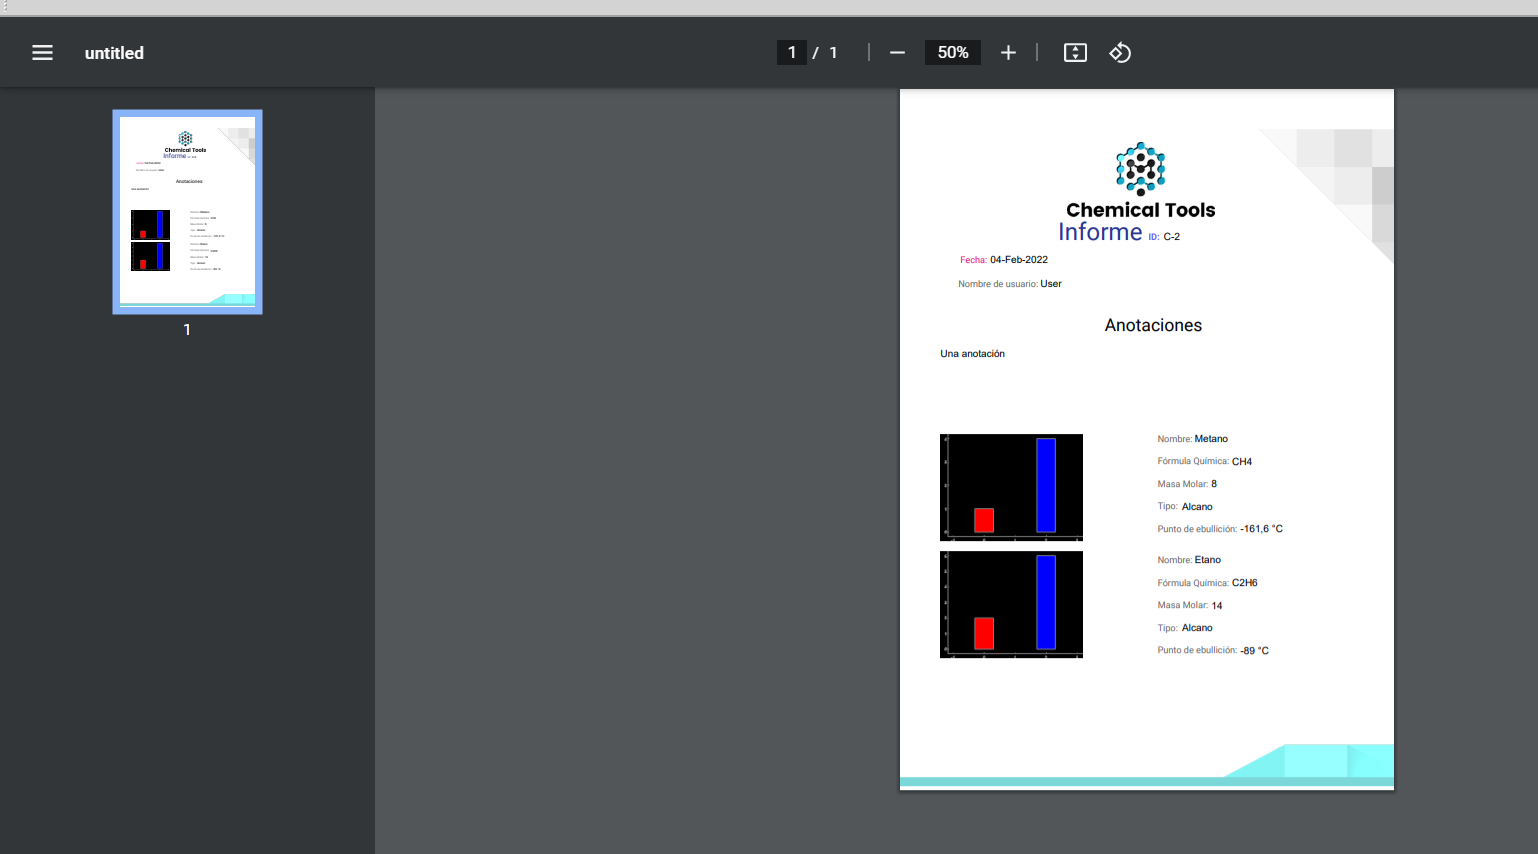 untitled
1 / 1
50%
1
Chemical Tools
Informe ID: C-2
Fecha: 04-Feb-2022
Nombre de usuario: User
Anotaciones
Una anotación
Nombre: Metano
Fórmula Química: CH4
Masa Molar: 8
Tipo: Alcano
Punto de ebullición: -161,6 °C
Nombre: Etano
Fórmula Química: C2H6
Masa Molar: 14
Tipo: Alcano
Punto de ebullición: -89 °C